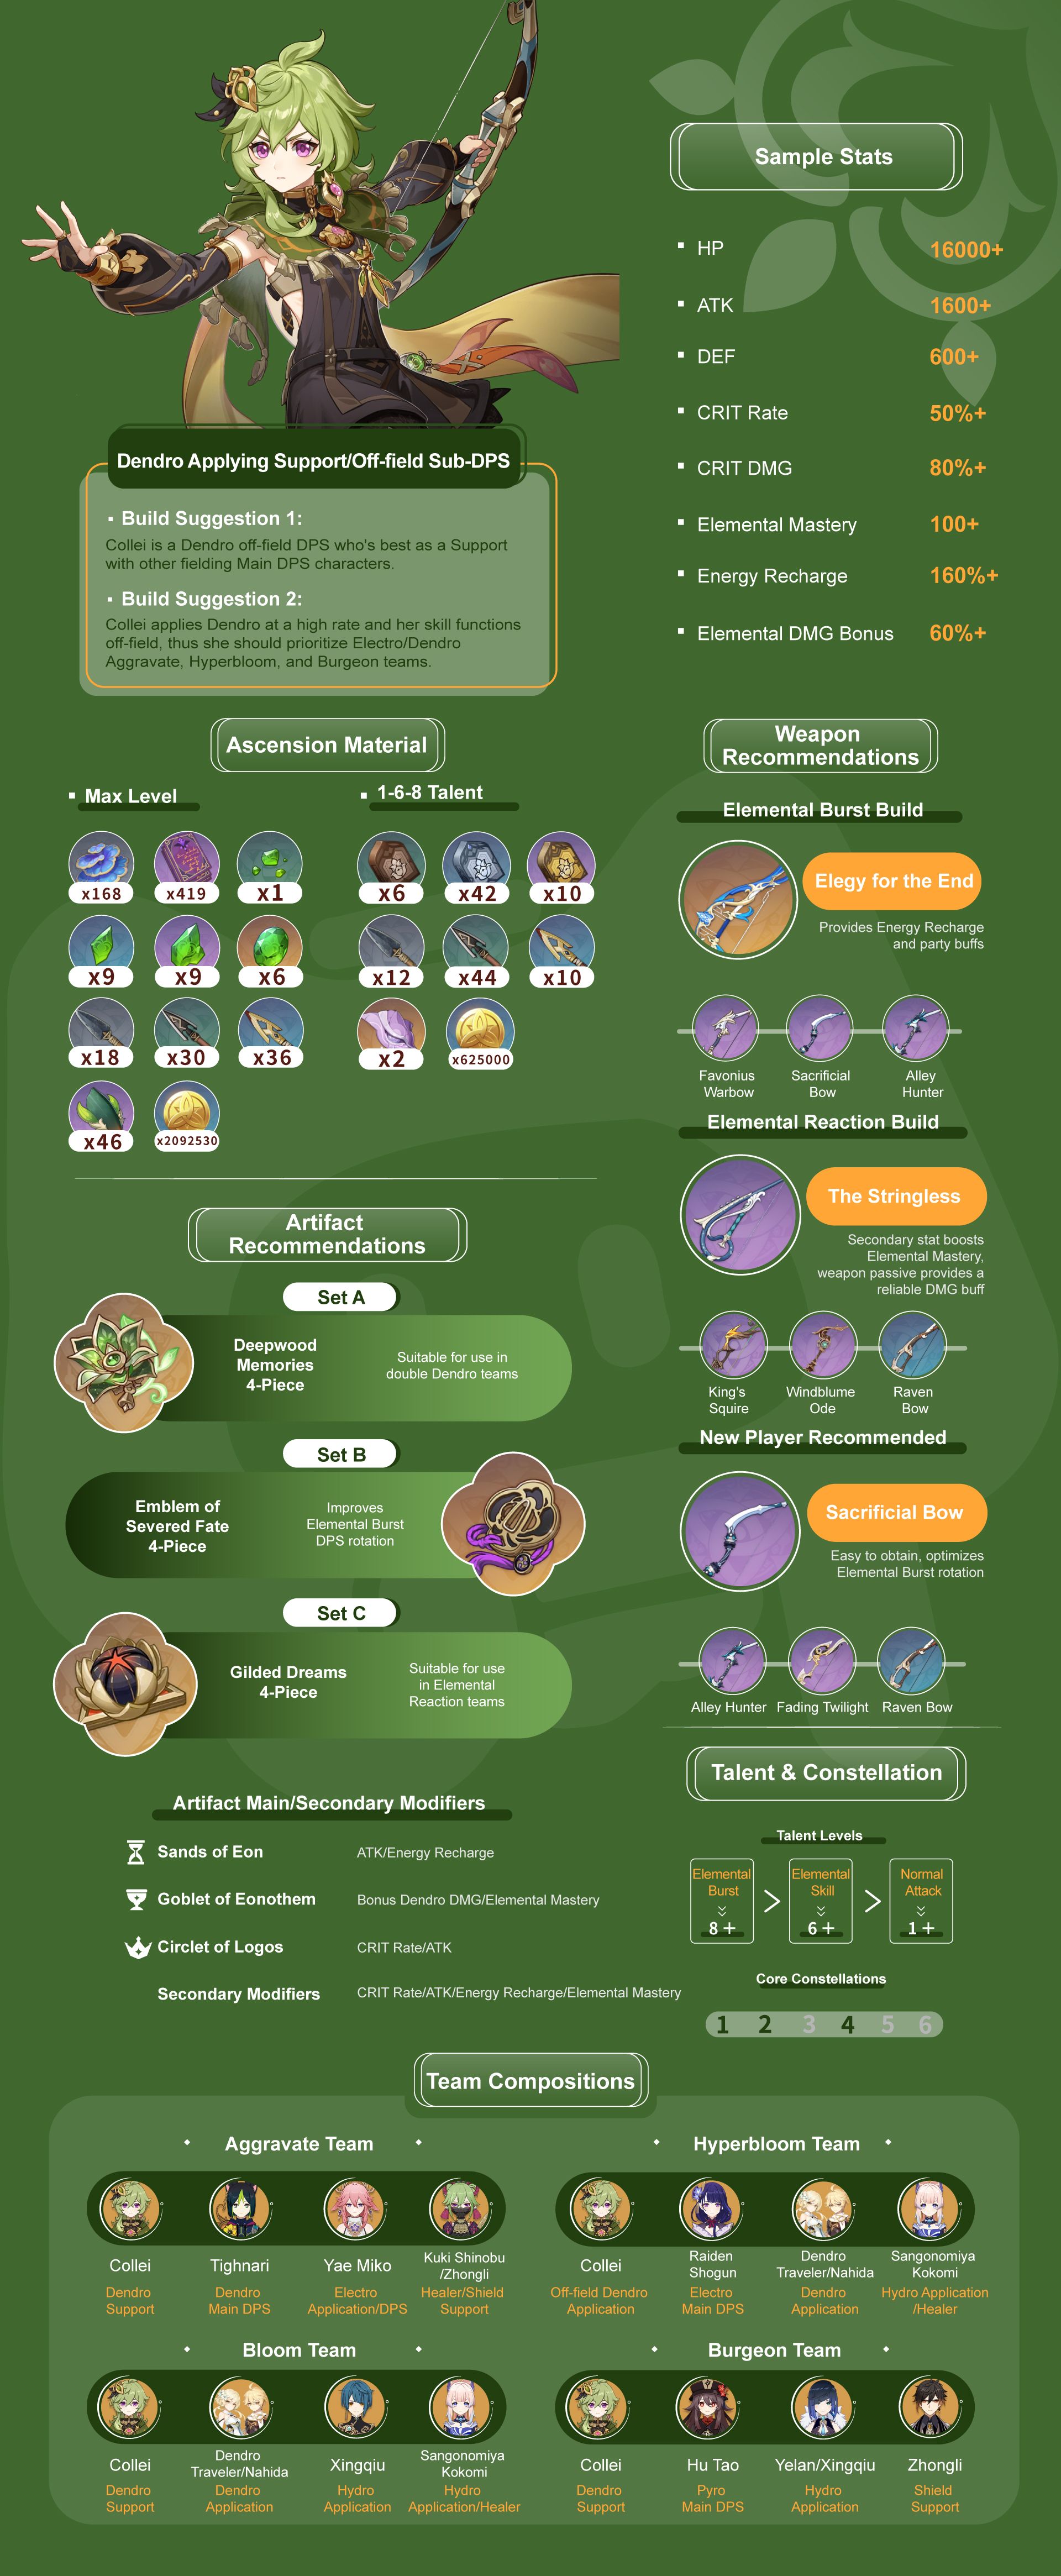 Sample Stats
HP 16000+
ATK 1600+
DEF 600+
CRIT Rate 50%+
CRIT DMG 80%+
Elemental Mastery 100+
Energy Recharge 160%+
Elemental DMG Bonus 60%+
Dendro Applying Support/Off-field Sub-DPS
Build Suggestion 1:
Collei is a Dendro off-field DPS who's best as a Support
with other fielding Main DPS characters.
Build Suggestion 2:
Collei applies Dendro at a high rate and her skill functions
off-field, thus she should prioritize Electro/Dendro
Aggravate, Hyperbloom, and Burgeon teams.
Ascension Material
Max Level
x168 x419 x1
x9 x9 x6
x18 x30 x36
x46 x2092530
1-6-8 Talent
x6 x42 x10
x12 x44 x10
x2 x625000
Artifact
Recommendations
Set A
Deepwood
Memories
4-Piece
Suitable for use in
double Dendro teams
Set B
Emblem of
Severed Fate
4-Piece
Improves
Elemental Burst
DPS rotation
Set C
Gilded Dreams
4-Piece
Suitable for use
in Elemental
Reaction teams
Artifact Main/Secondary Modifiers
Sands of Eon ATK/Energy Recharge
Goblet of Eonothem Bonus Dendro DMG/Elemental Mastery
Circlet of Logos CRIT Rate/ATK
Secondary Modifiers CRIT Rate/ATK/Energy Recharge/Elemental Mastery
Weapon
Recommendations
Elemental Burst Build
Elegy for the End
Provides Energy Recharge
and party buffs
Favonius
Warbow
Sacrificial
Bow
Alley
Hunter
Elemental Reaction Build
The Stringless
Secondary stat boosts
Elemental Mastery,
weapon passive provides a
reliable DMG buff
King's
Squire
Windblume
Ode
Raven
Bow
New Player Recommended
Sacrificial Bow
Easy to obtain, optimizes
Elemental Burst rotation
Alley Hunter Fading Twilight Raven Bow
Talent & Constellation
Talent Levels
Elemental
Burst
8 +
>
Elemental
Skill
6 +
>
Normal
Attack
1 +
Core Constellations
1 2 3 4 5 6
Team Compositions
Aggravate Team
Collei
Dendro
Support
Tighnari
Dendro
Main DPS
Yae Miko
Electro
Application/DPS
Kuki Shinobu
/Zhongli
Healer/Shield
Support
Hyperbloom Team
Collei
Off-field Dendro
Application
Raiden
Shogun
Electro
Main DPS
Dendro
Traveler/Nahida
Dendro
Application
Sangonomiya
Kokomi
Hydro Application
/Healer
Bloom Team
Collei
Dendro
Support
Dendro
Traveler/Nahida
Dendro
Application
Xingqiu
Hydro
Application
Sangonomiya
Kokomi
Hydro
Application/Healer
Burgeon Team
Collei
Dendro
Support
Hu Tao
Pyro
Main DPS
Yelan/Xingqiu
Hydro
Application
Zhongli
Shield
Support